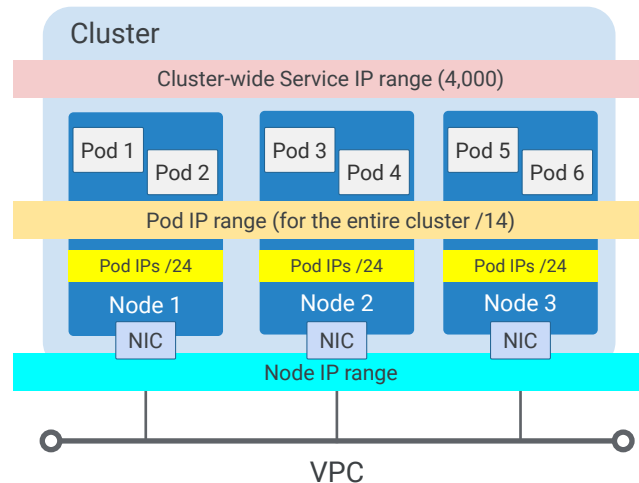 Cluster
Cluster-wide Service IP range (4,000)
Pod 1
Pod 2
Pod 3
Pod 4
Pod 5
Pod 6
Pod IP range (for the entire cluster /14)
Pod IPs /24
Pod IPs /24
Pod IPs /24
Node 1
Node 2
Node 3
NIC
NIC
NIC
Node IP range
VPC